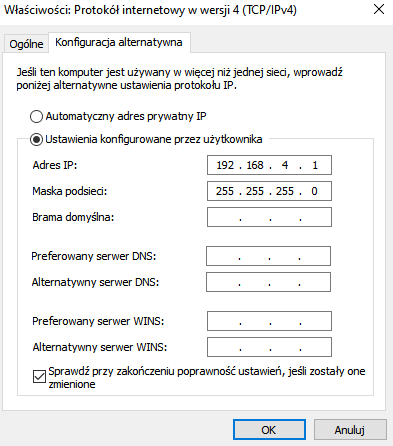 Właściwości: Protokół internetowy w wersji 4 (TCP/IPv4)
Ogólne
Konfiguracja alternatywna
Jeśli ten komputer jest używany w więcej niż jednej sieci, wprowadź
poniżej alternatywne ustawienia protokołu IP.
Automatyczny adres prywatny IP
Ustawienia konfigurowane przez użytkownika
Adres IP: 192 . 168 . 4 . 1
Maska podsieci: 255 . 255 . 255 . 0
Brama domyślna: . . .
Preferowany serwer DNS: . . .
Alternatywny serwer DNS: . . .
Preferowany serwer WINS: . . .
Alternatywny serwer WINS: . . .
Sprawdź przy zakończeniu poprawność ustawień, jeśli zostały one
zmienione
OK
Anuluj